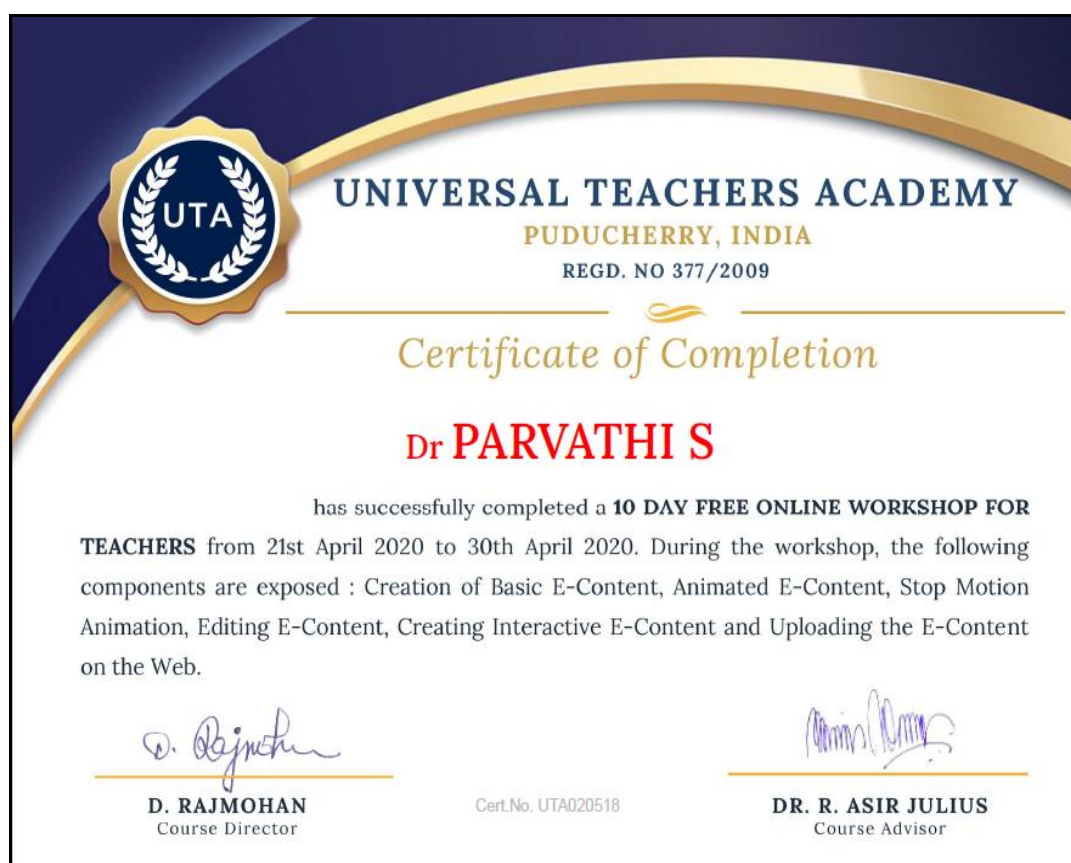 UTA
UNIVERSAL TEACHERS ACADEMY
PUDUCHERRY, INDIA
REGD. NO 377/2009
Certificate of Completion
Dr PARVATHI S
has successfully completed a 10 DAY FREE ONLINE WORKSHOP FOR
TEACHERS from 21st April 2020 to 30th April 2020. During the workshop, the following
components are exposed : Creation of Basic E-Content, Animated E-Content, Stop Motion
Animation, Editing E-Content, Creating Interactive E-Content and Uploading the E-Content
on the Web.
D. Rajmohan
D. RAJMOHAN
Course Director
Cert.No. UTA020518
DR. R. ASIR JULIUS
Course Advisor